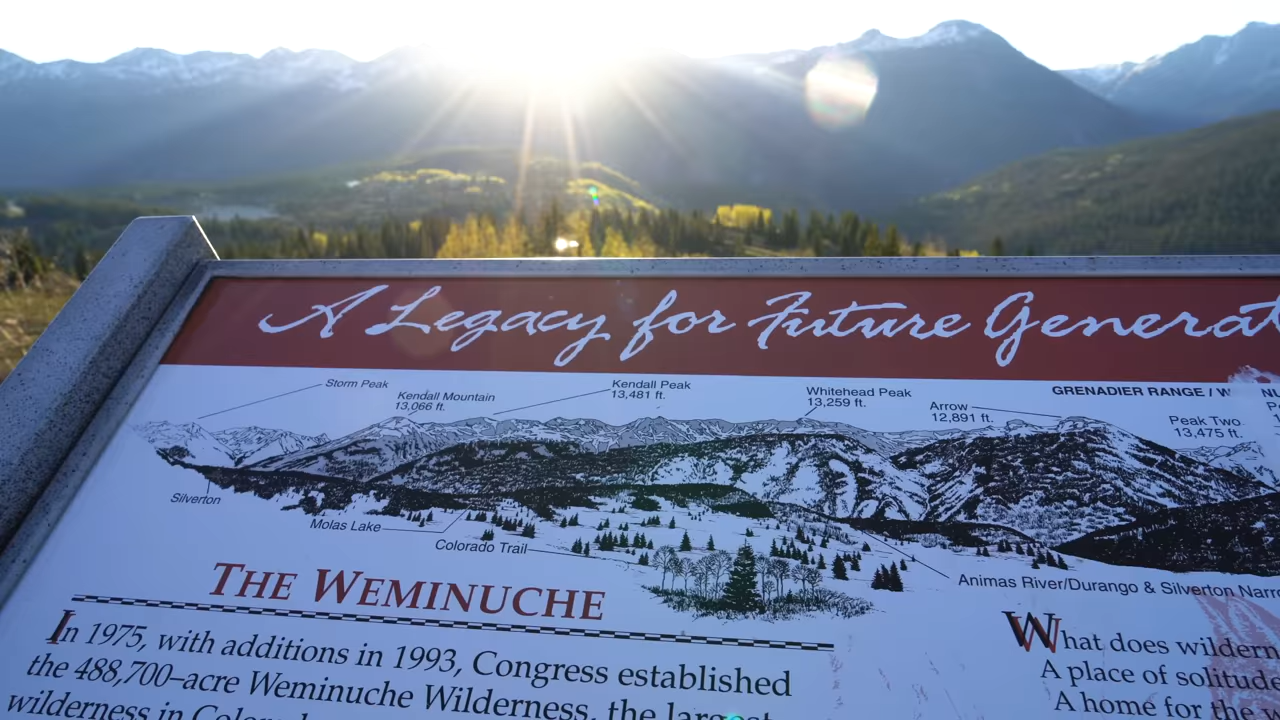 A Legacy for Future Generat
Storm Peak
Kendall Mountain
13,066 ft.
Kendall Peak
13,481 ft.
Whitehead Peak
13,259 ft.
GRENADIER RANGE / W
Arrow
12,891 ft.
Peak Two
13,475 ft.
Silverton
Molas Lake
Colorado Trail
Animas River/Durango & Silverton Narro
THE WEMINUCHE
In 1975, with additions in 1993, Congress established
the 488,700–acre Weminuche Wilderness, the largest
wilderness in Colorad
What does wildern
A place of solitude
A home for the w